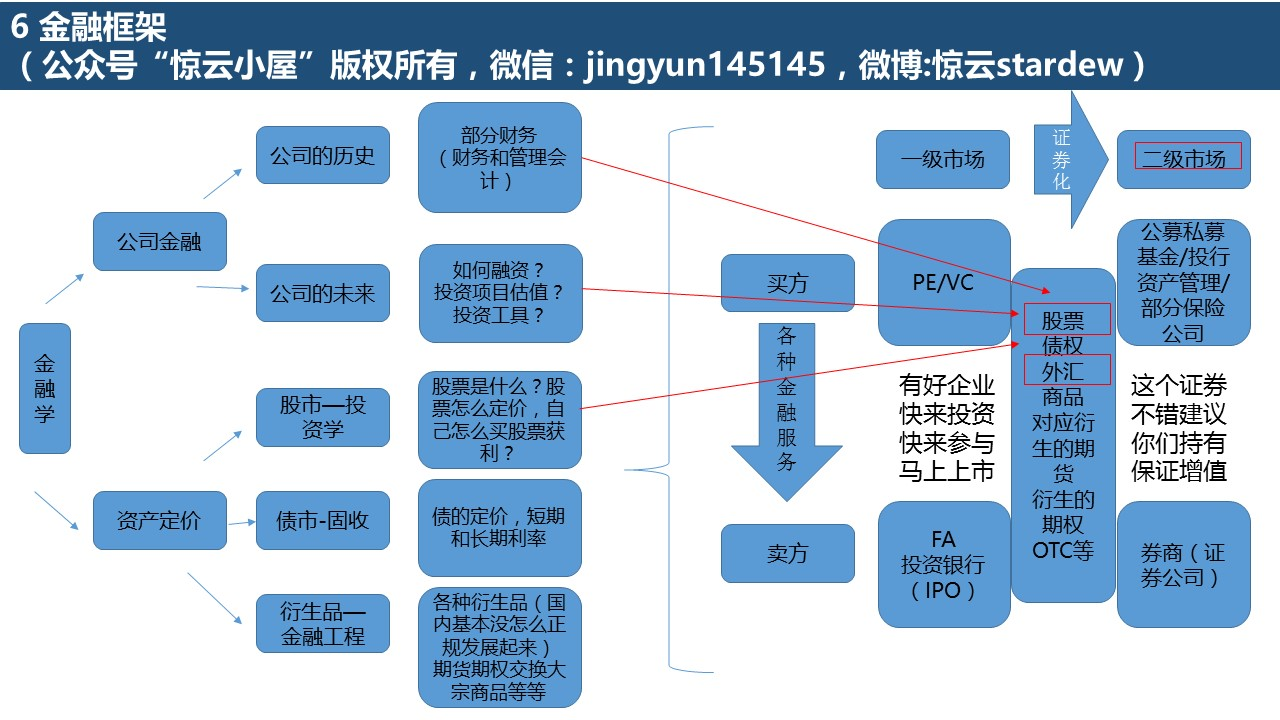 6 金融框架
（公众号“惊云小屋”版权所有，微信：jingyun145145，微博:惊云stardew）
金
融
学
公司金融
资产定价
公司的历史
公司的未来
股市—投
资学
债市-固收
衍生品—
金融工程
部分财务
（财务和管理会
计）
如何融资？
投资项目估值？
投资工具？
股票是什么？股
票怎么定价，自
己怎么买股票获
利？
债的定价，短期
和长期利率
各种衍生品（国
内基本没怎么正
规发展起来）
期货期权交换大
宗商品等等
买方
各
种
金
融
服
务
卖方
一级市场
证
券
化
二级市场
PE/VC
有好企业
快来投资
快来参与
马上上市
FA
投资银行
（IPO）
股票
债权
外汇
商品
对应衍
生的期
货
衍生的
期权
OTC等
公募私募
基金/投行
资产管理/
部分保险
公司
这个证券
不错建议
你们持有
保证增值
券商（证
券公司）